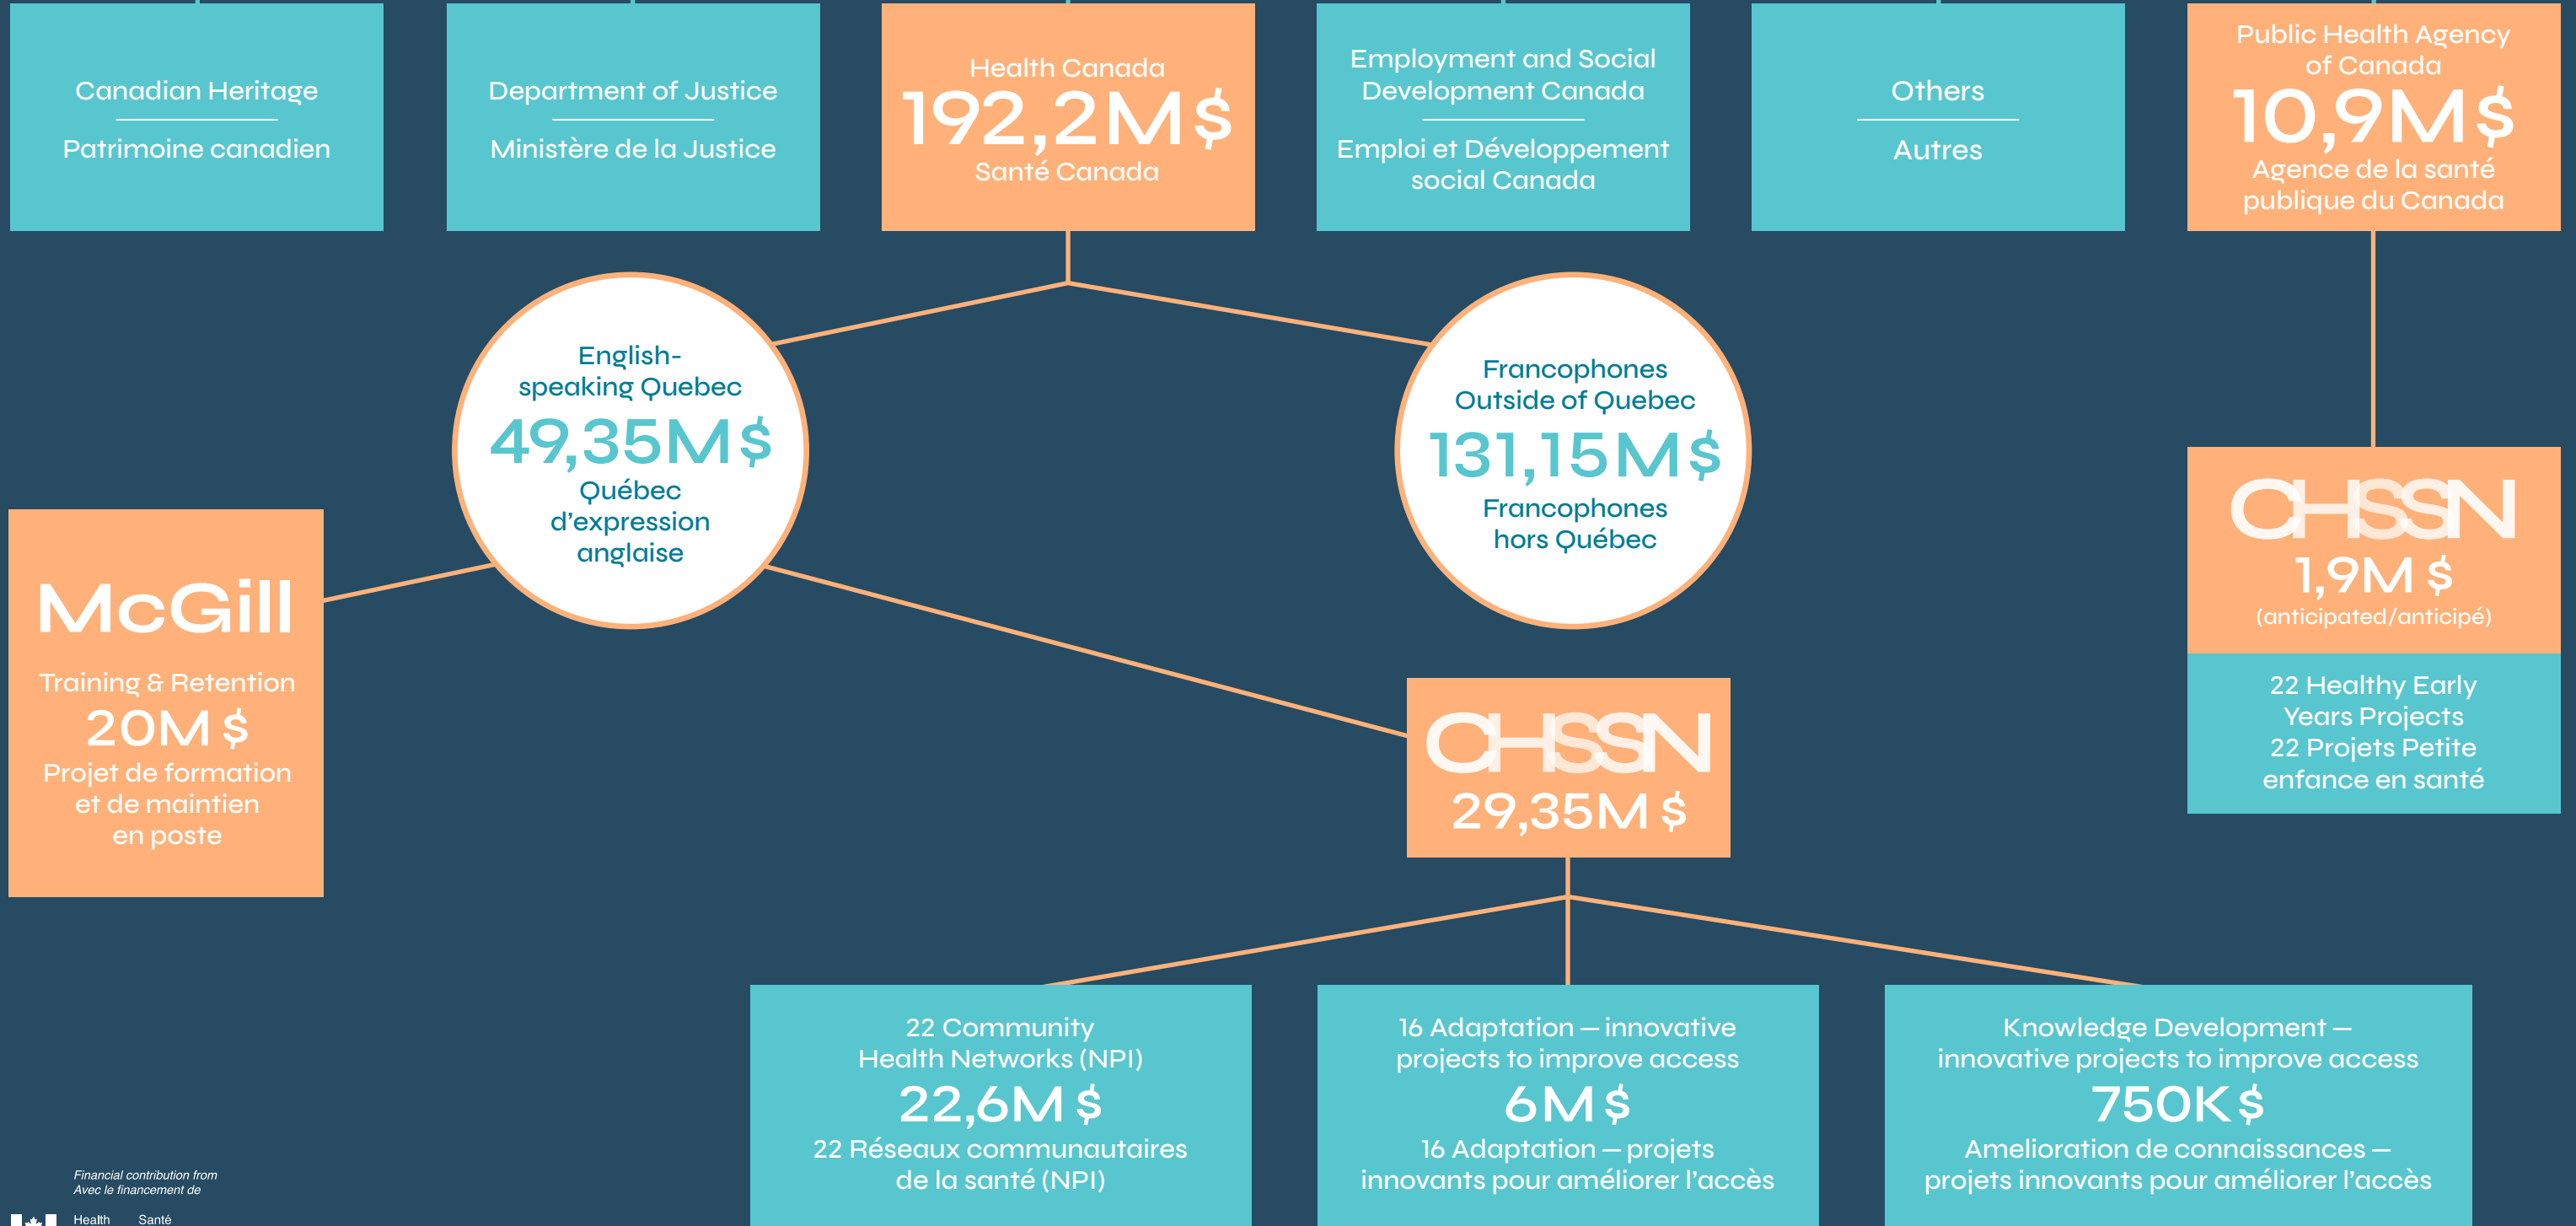 Canadian Heritage
Patrimoine canadien
Department of Justice
Ministère de la Justice
Health Canada
192,2M$
Santé Canada
Employment and Social
Development Canada
Emploi et Développement
social Canada
Others
Autres
Public Health Agency
of Canada
10,9M$
Agence de la santé
publique du Canada
English-
speaking Quebec
49,35M$
Québec
d’expression
anglaise
Francophones
Outside of Quebec
131,15M$
Francophones
hors Québec
CHSSN
1,9M $
(anticipated/anticipé)
22 Healthy Early
Years Projects
22 Projets Petite
enfance en santé
McGill
Training & Retention
20M $
Projet de formation
et de maintien
en poste
CHSSN
29,35M $
22 Community
Health Networks (NPI)
22,6M $
22 Réseaux communautaires
de la santé (NPI)
16 Adaptation — innovative
projects to improve access
6M $
16 Adaptation — projets
innovants pour améliorer l’accès
Knowledge Development —
innovative projects to improve access
750K $
Amelioration de connaissances —
projets innovants pour améliorer l’accès
Financial contribution from
Avec le financement de
Health Santé